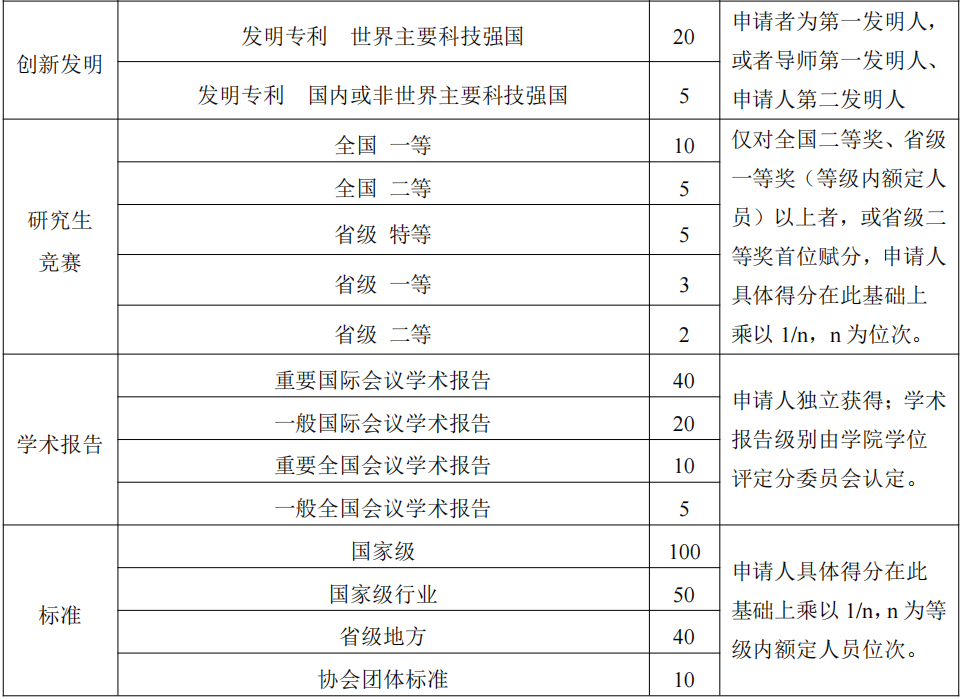 创新发明
发明专利 世界主要科技强国
20
发明专利 国内或非世界主要科技强国
5
申请者为第一发明人，
或者导师第一发明人、
申请人第二发明人
研究生
竞赛
全国 一等
10
全国 二等
5
省级 特等
5
省级 一等
3
省级 二等
2
仅对全国二等奖、省级
一等奖（等级内额定人
员）以上者，或省级二
等奖首位赋分，申请人
具体得分在此基础上
乘以 1/n，n 为位次。
学术报告
重要国际会议学术报告
40
一般国际会议学术报告
20
重要全国会议学术报告
10
一般全国会议学术报告
5
申请人独立获得；学术
报告级别由学院学位
评定分委员会认定。
标准
国家级
100
国家级行业
50
省级地方
40
协会团体标准
10
申请人具体得分在此
基础上乘以 1/n, n 为等
级内额定人员位次。